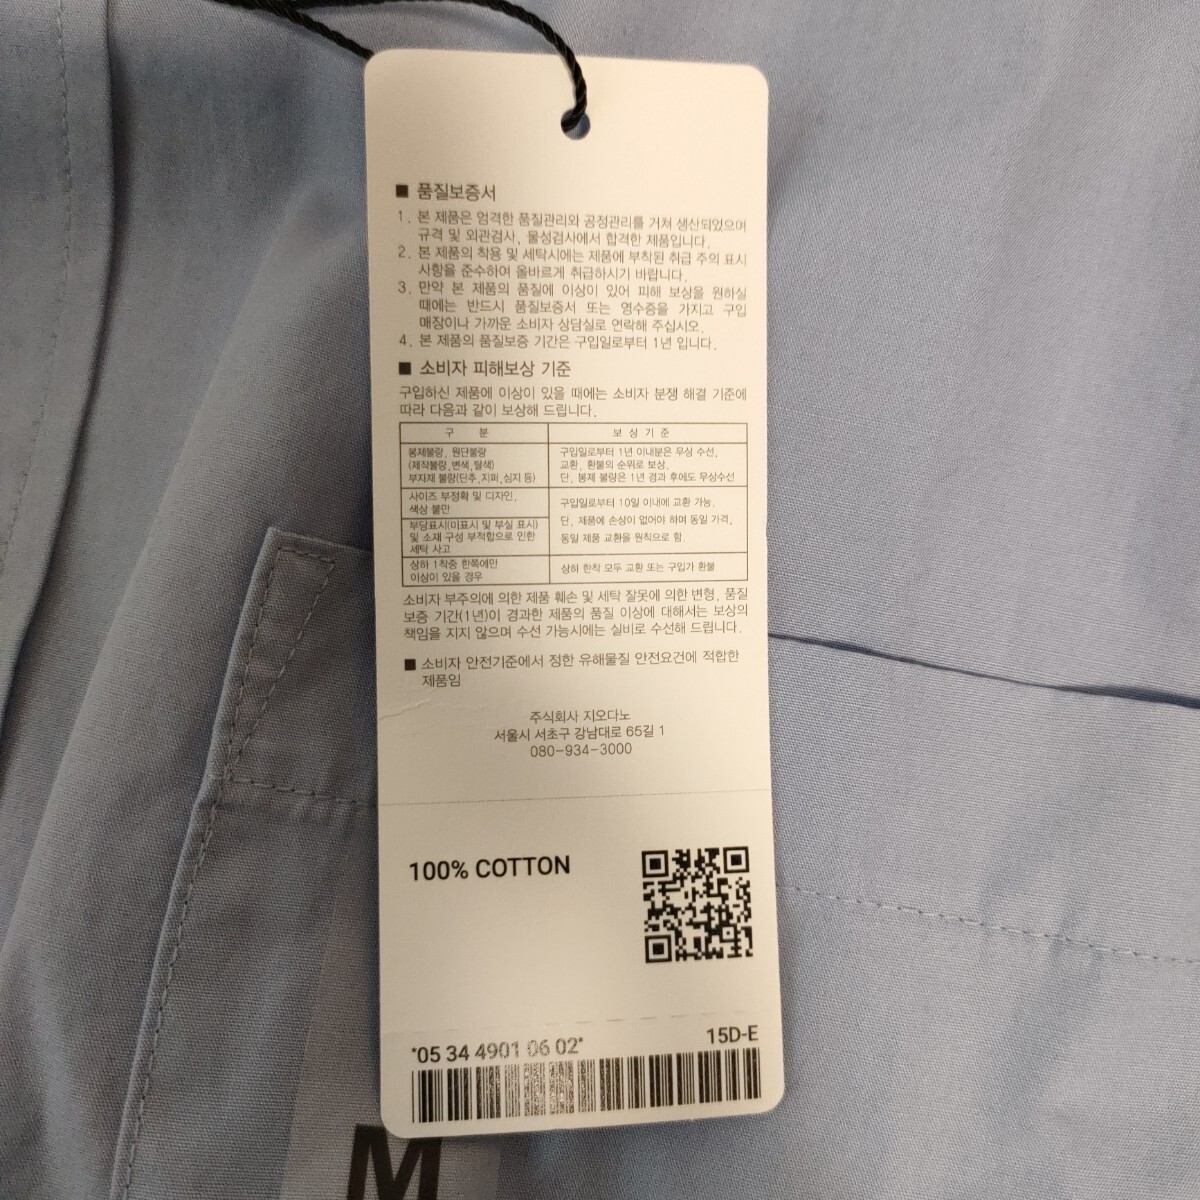 ■ 품질보증서
1. 본 제품은 엄격한 품질관리와 공정관리를 거쳐 생산되었으며
규격 및 외관검사, 물성검사에서 합격한 제품입니다.
2. 본 제품의 착용 및 세탁시에는 제품에 부착된 취급 주의 표시
사항을 준수하여 올바르게 취급하시기 바랍니다.
3. 만약 본 제품의 품질에 이상이 있어 피해 보상을 원하실
때에는 반드시 품질보증서 또는 영수증을 가지고 구입
매장이나 가까운 소비자 상담실로 연락해 주십시오.
4. 본 제품의 품질보증 기간은 구입일로부터 1년 입니다.
■ 소비자 피해보상 기준
구입하신 제품에 이상이 있을 때에는 소비자 분쟁 해결 기준에
따라 다음과 같이 보상해 드립니다.
구 분 보 상 기 준
봉제불량, 원단불량
(제작불량,변색,탈색)
부자재 불량(단추,지퍼,심지 등)
구입일로부터 1년 이내분은 무상 수선,
교환, 환불의 순위로 보상.
단, 봉제 불량은 1년 경과 후에도 무상수선
사이즈 부정확 및 디자인,
색상 불만
부당표시(미표시 및 부실 표시)
및 소재 구성 부적합으로 인한
세탁 사고
구입일로부터 10일 이내에 교환 가능.
단, 제품에 손상이 없어야 하며 동일 가격,
동일 제품 교환을 원칙으로 함.
상하 1착중 한쪽에만
이상이 있을 경우
상하 한착 모두 교환 또는 구입가 환불
소비자 부주의에 의한 제품 훼손 및 세탁 잘못에 의한 변형, 품질
보증 기간(1년)이 경과한 제품의 품질 이상에 대해서는 보상의
책임을 지지 않으며 수선 가능시에는 실비로 수선해 드립니다.
■ 소비자 안전기준에서 정한 유해물질 안전요건에 적합한
제품임
주식회사 지오다노
서울시 서초구 강남대로 65길 1
080-934-3000
100% COTTON
15D-E
*05 34 4901 06 02*
M